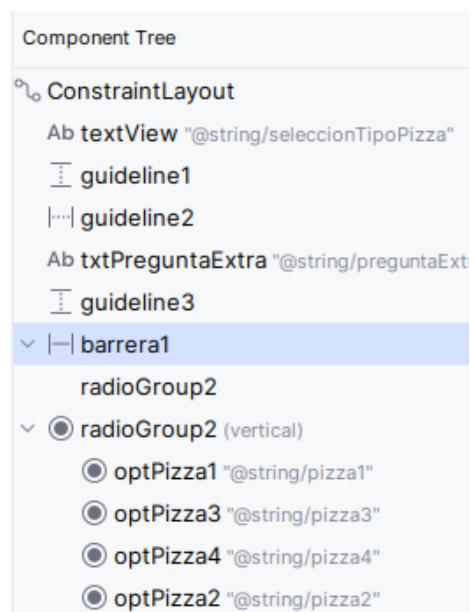 Component Tree
ConstraintLayout
Ab textView "@string/seleccionTipoPizza"
guideline1
guideline2
Ab txtPreguntaExtra "@string/preguntaExt
guideline3
barrera1
radioGroup2
radioGroup2 (vertical)
optPizza1 "@string/pizza1"
optPizza3 "@string/pizza3"
optPizza4 "@string/pizza4"
optPizza2 "@string/pizza2"